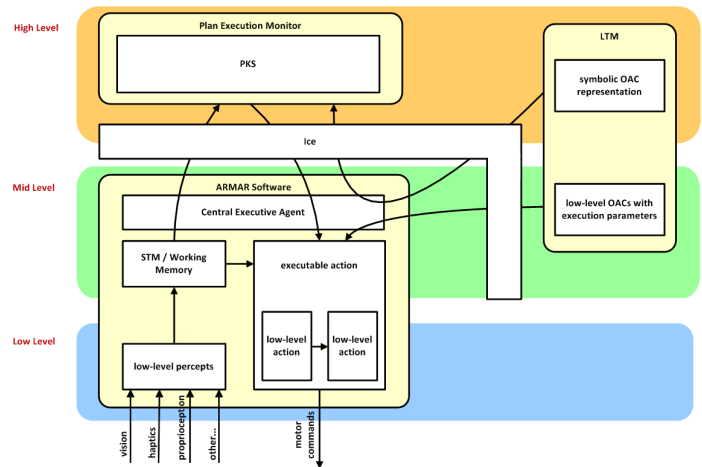 High Level
Plan Execution Monitor
PKS
LTM
symbolic OAC
representation
Ice
Mid Level
ARMAR Software
Central Executive Agent
low-level OACs with
execution parameters
STM / Working
Memory
executable action
Low Level
low-level
action
low-level
action
low-level percepts
vision
haptics
proprioception
other...
motor
commands